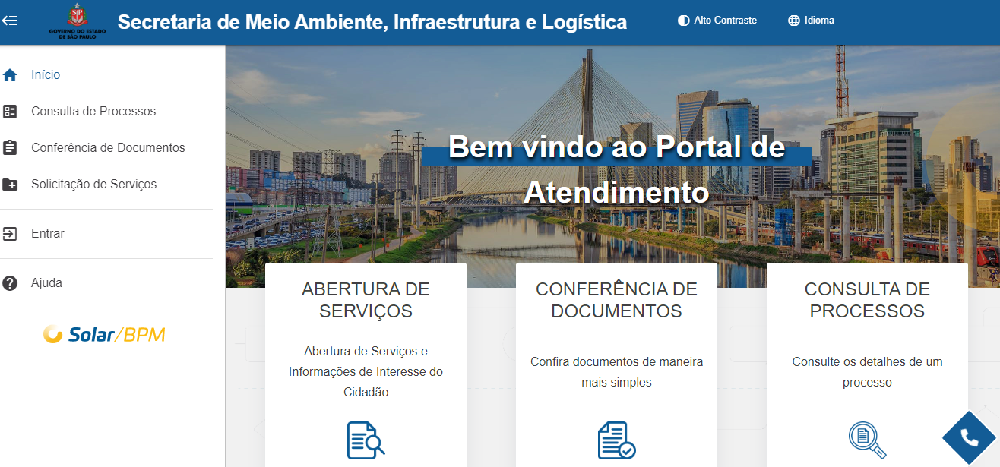 SP
GOVERNO DO ESTADO
DE SÃO PAULO
Secretaria de Meio Ambiente, Infraestrutura e Logística
Alto Contraste
Idioma
Início
Consulta de Processos
Conferência de Documentos
Solicitação de Serviços
Entrar
Ajuda
Solar/BPM
Bem vindo ao Portal de
Atendimento
ABERTURA DE
SERVIÇOS
Abertura de Serviços e
Informações de Interesse do
Cidadão
CONFERÊNCIA DE
DOCUMENTOS
Confira documentos de maneira
mais simples
CONSULTA DE
PROCESSOS
Consulte os detalhes de um
processo